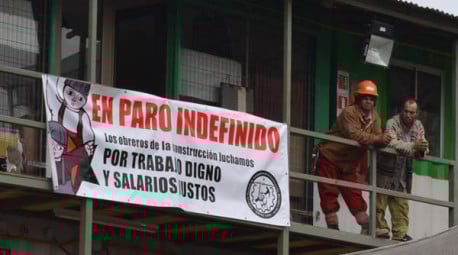 EN PARO INDEFINIDO
Los obreros de la construcción luchamos
POR TRABAJO DIGNO
Y SALARIOS JUSTOS